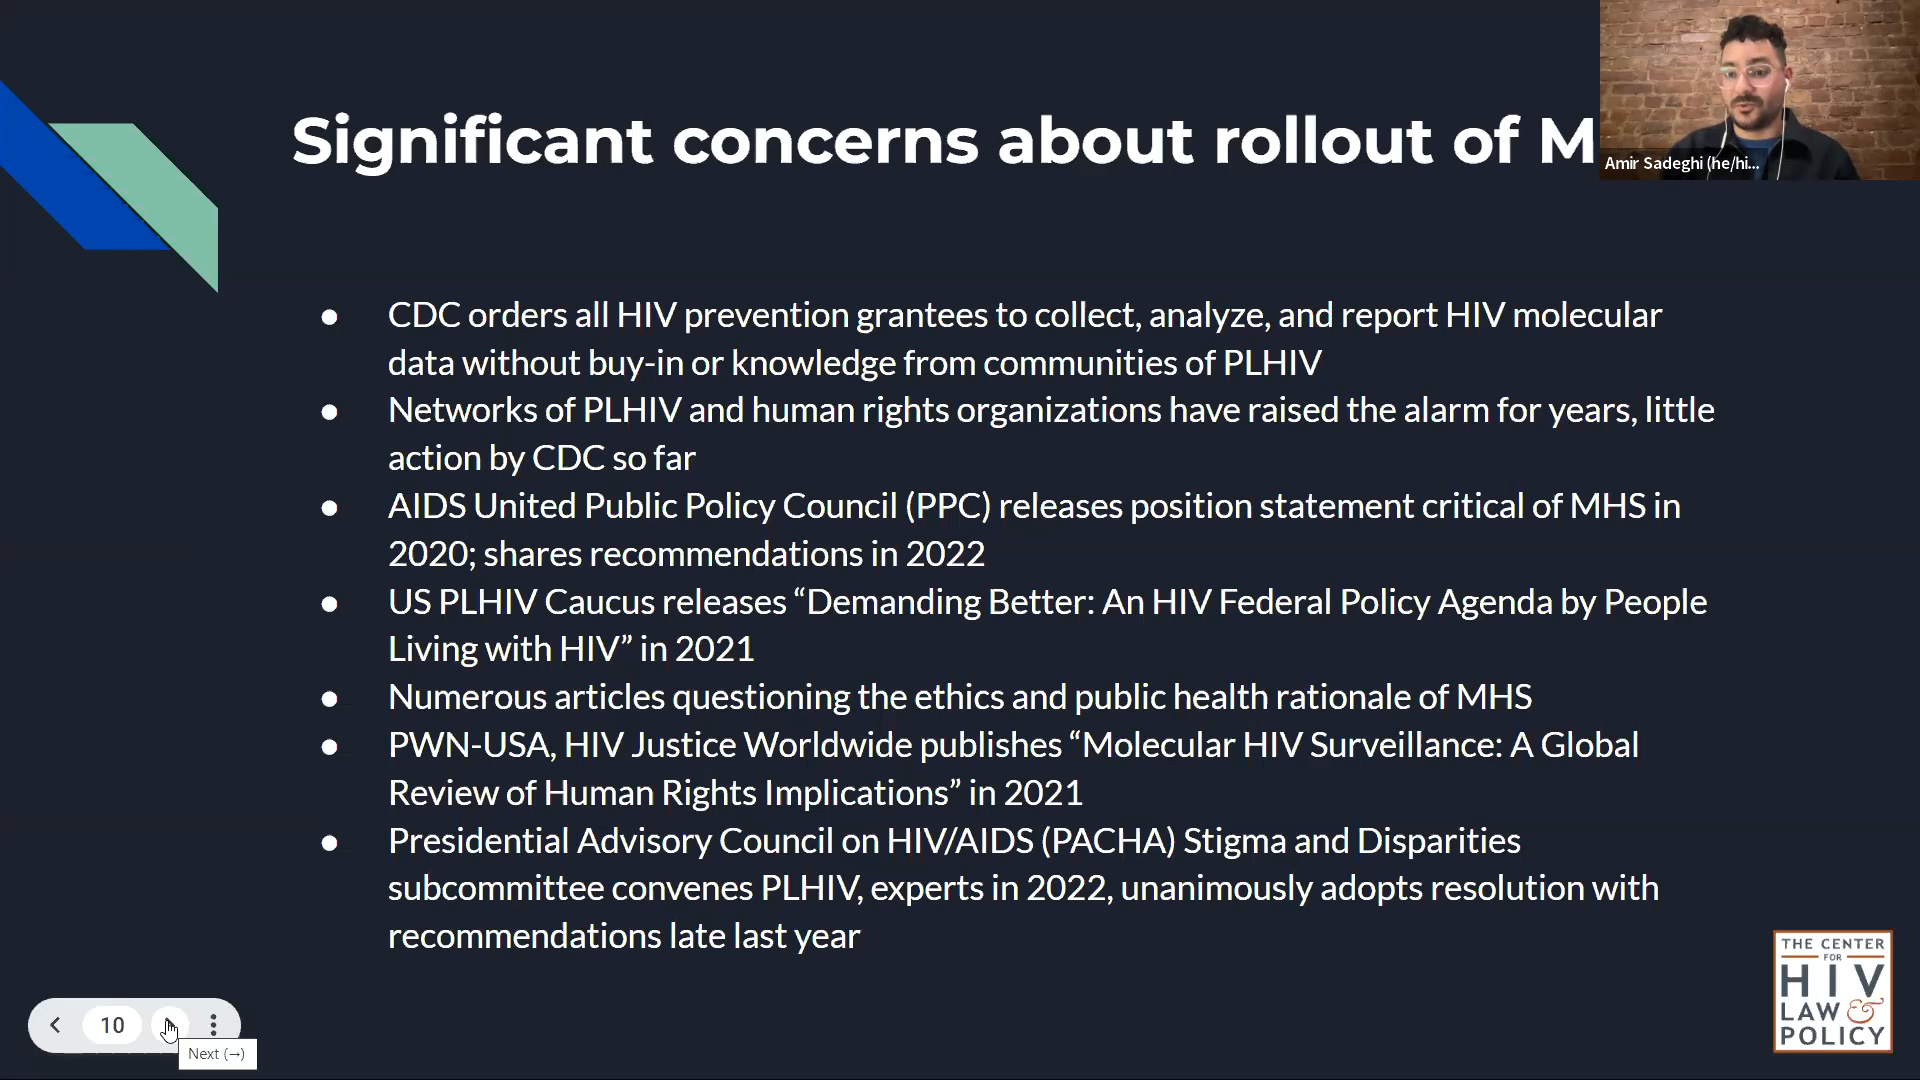 Significant concerns about rollout of M
Amir Sadeghi (he/hi...
● CDC orders all HIV prevention grantees to collect, analyze, and report HIV molecular
data without buy-in or knowledge from communities of PLHIV
● Networks of PLHIV and human rights organizations have raised the alarm for years, little
action by CDC so far
● AIDS United Public Policy Council (PPC) releases position statement critical of MHS in
2020; shares recommendations in 2022
● US PLHIV Caucus releases “Demanding Better: An HIV Federal Policy Agenda by People
Living with HIV” in 2021
● Numerous articles questioning the ethics and public health rationale of MHS
● PWN-USA, HIV Justice Worldwide publishes “Molecular HIV Surveillance: A Global
Review of Human Rights Implications” in 2021
● Presidential Advisory Council on HIV/AIDS (PACHA) Stigma and Disparities
subcommittee convenes PLHIV, experts in 2022, unanimously adopts resolution with
recommendations late last year
THE CENTER
FOR
HIV
LAW &
POLICY
10
Next (→)